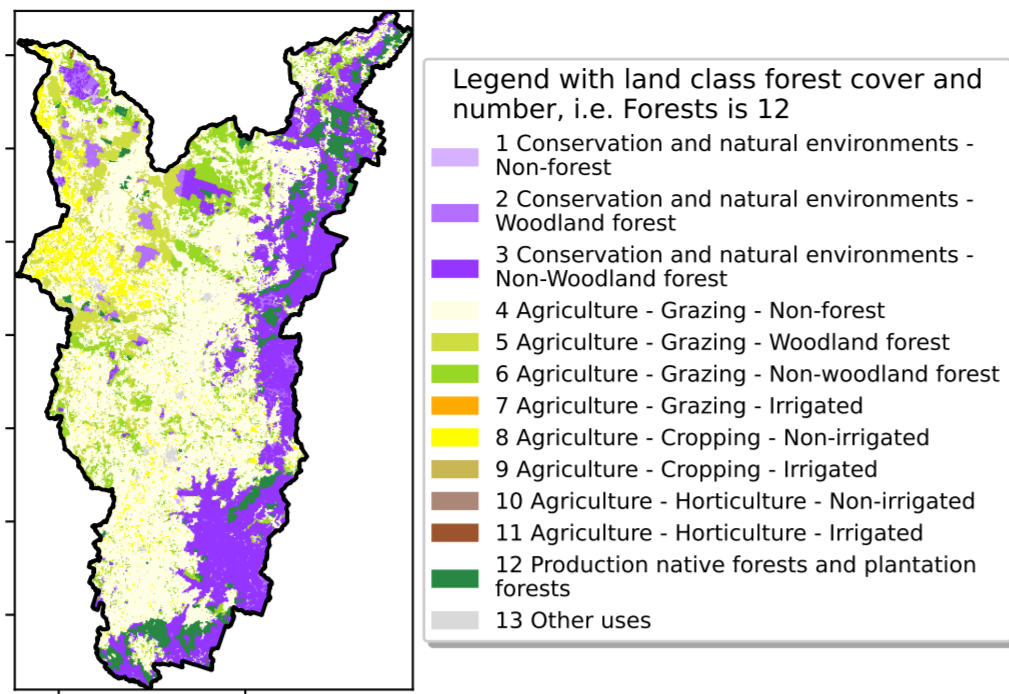 Legend with land class forest cover and
number, i.e. Forests is 12
1 Conservation and natural environments -
Non-forest
2 Conservation and natural environments -
Woodland forest
3 Conservation and natural environments -
Non-Woodland forest
4 Agriculture - Grazing - Non-forest
5 Agriculture - Grazing - Woodland forest
6 Agriculture - Grazing - Non-woodland forest
7 Agriculture - Grazing - Irrigated
8 Agriculture - Cropping - Non-irrigated
9 Agriculture - Cropping - Irrigated
10 Agriculture - Horticulture - Non-irrigated
11 Agriculture - Horticulture - Irrigated
12 Production native forests and plantation
forests
13 Other uses